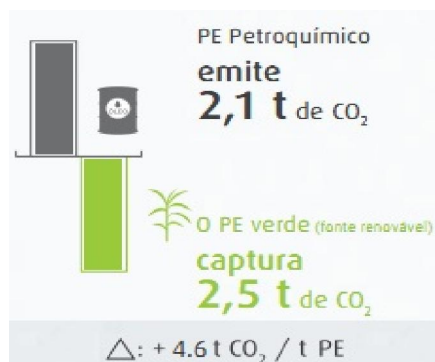 PE Petroquímico
emite
2,1 t de CO₂
O PE verde (fonte renovável)
captura
2,5 t de CO₂
△: + 4.6 t CO₂ / t PE